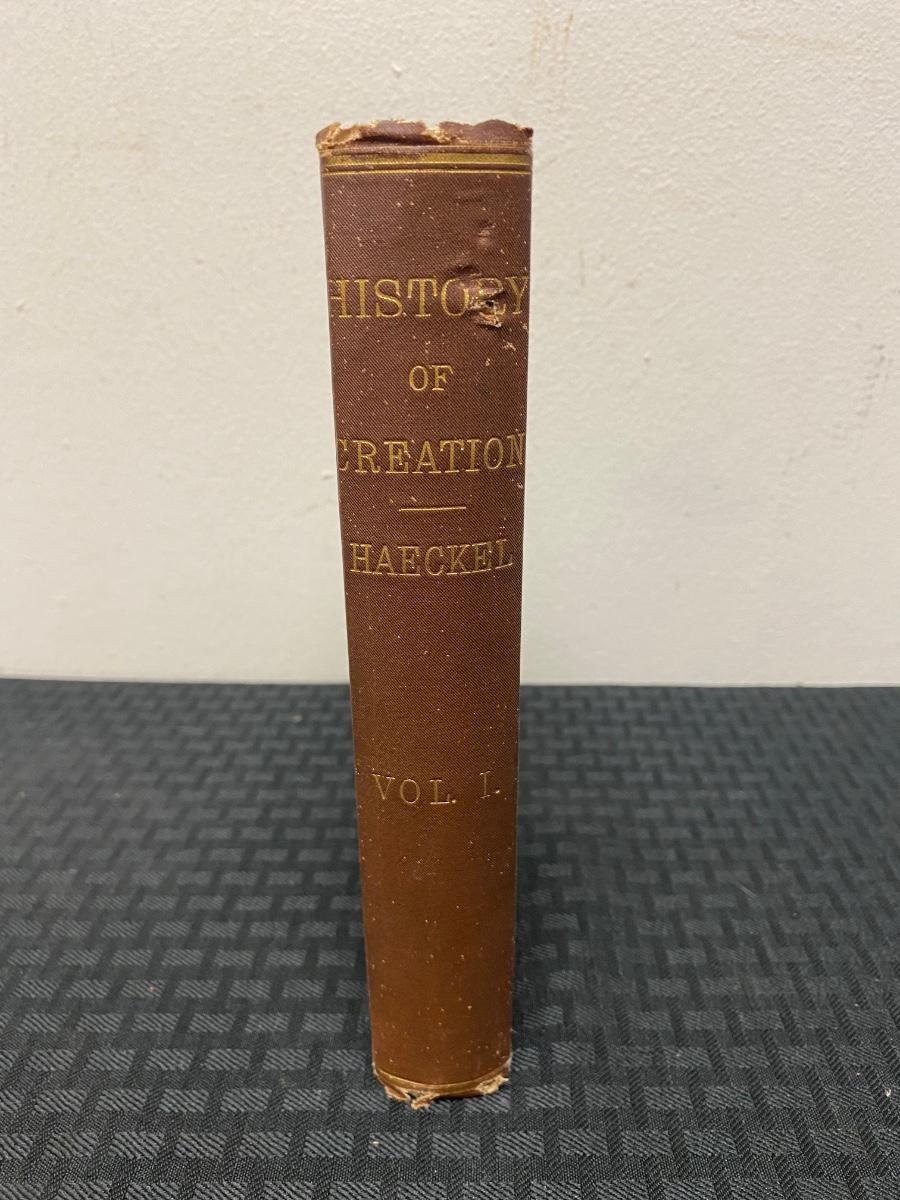 HISTORY
OF
CREATION
HAECKEL
VOL. I.